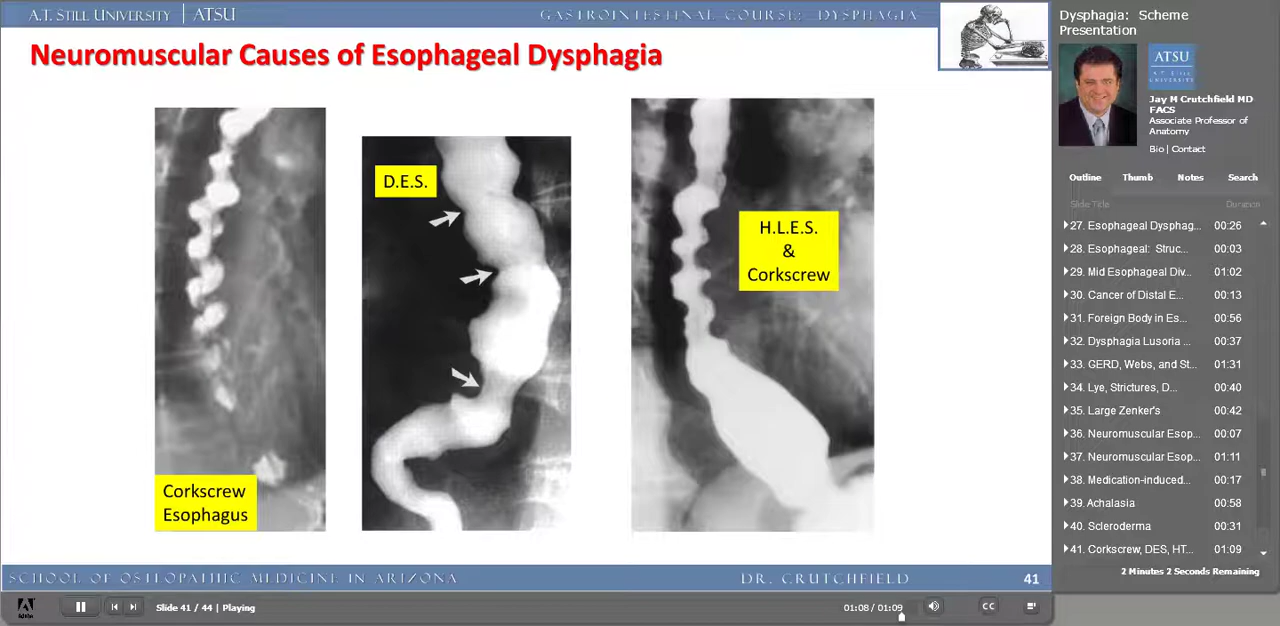 A.T. STILL UNIVERSITY | ATSU
GASTROINTESTINAL COURSE: DYSPHAGIA
Neuromuscular Causes of Esophageal Dysphagia
D.E.S.
H.L.E.S.
&
Corkscrew
Corkscrew
Esophagus
SCHOOL OF OSTEOPATHIC MEDICINE IN ARIZONA
DR. CRUTCHFIELD
41
Dysphagia: Scheme
Presentation
ATSU
A.T. STILL
UNIVERSITY
Jay M Crutchfield MD
FACS
Associate Professor of
Anatomy
Bio | Contact
Outline Thumb Notes Search
Slide Title Duration
27. Esophageal Dysphag... 00:26
28. Esophageal: Struc... 00:03
29. Mid Esophageal Div... 01:02
30. Cancer of Distal E... 00:13
31. Foreign Body in Es... 00:56
32. Dysphagia Lusoria ... 00:37
33. GERD, Webs, and St... 01:31
34. Lye, Strictures, D... 00:40
35. Large Zenker's 00:42
36. Neuromuscular Esop... 00:07
37. Neuromuscular Esop... 01:11
38. Medication-induced... 00:17
39. Achalasia 00:58
40. Scleroderma 00:31
41. Corkscrew, DES, HT... 01:09
2 Minutes 2 Seconds Remaining
Adobe
Slide 41 / 44 | Playing
01:08 / 01:09
CC